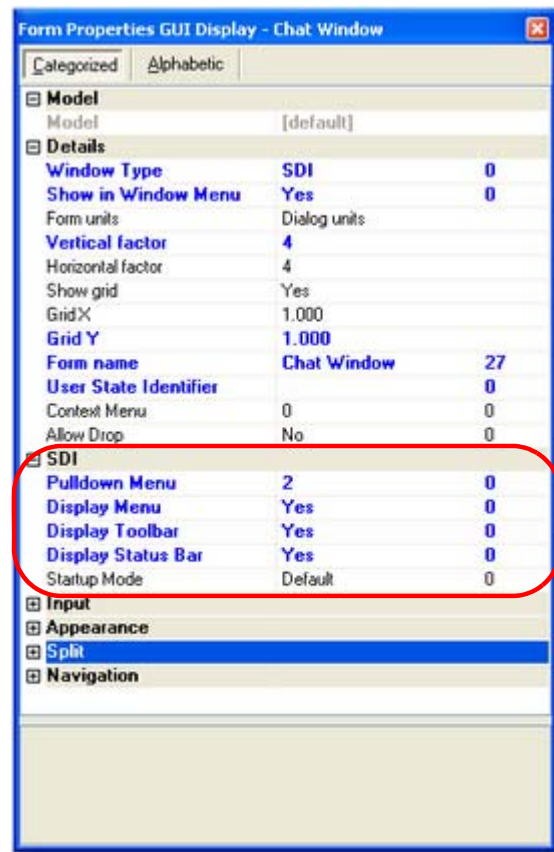 Form Properties GUI Display - Chat Window
Categorized Alphabetic
Model
Model [default]
Details
Window Type SDI 0
Show in Window Menu Yes 0
Form units Dialog units
Vertical factor 4
Horizontal factor 4
Show grid Yes
Grid X 1.000
Grid Y 1.000
Form name Chat Window 27
User State Identifier 0
Context Menu 0 0
Allow Drop No 0
SDI
Pulldown Menu 2 0
Display Menu Yes 0
Display Toolbar Yes 0
Display Status Bar Yes 0
Startup Mode Default 0
Input
Appearance
Split
Navigation